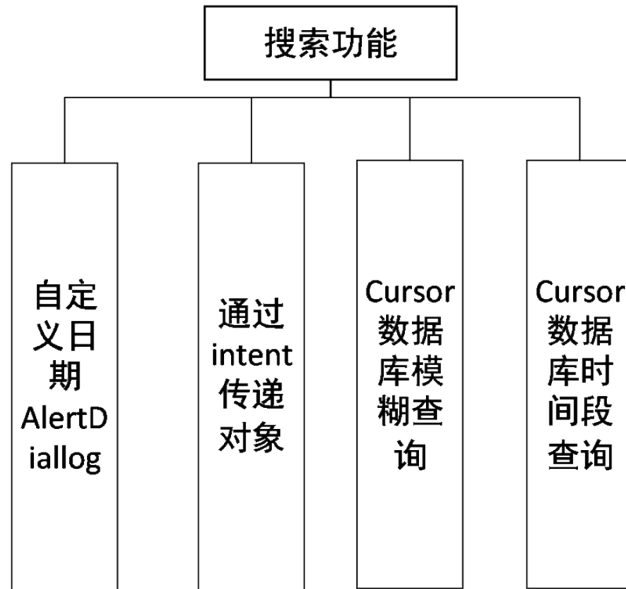 搜索功能
自定
义日
期
AlertD
iallog
通过
intent
传递
对象
Cursor
数据
库模
糊查
询
Cursor
数据
库时
间段
查询